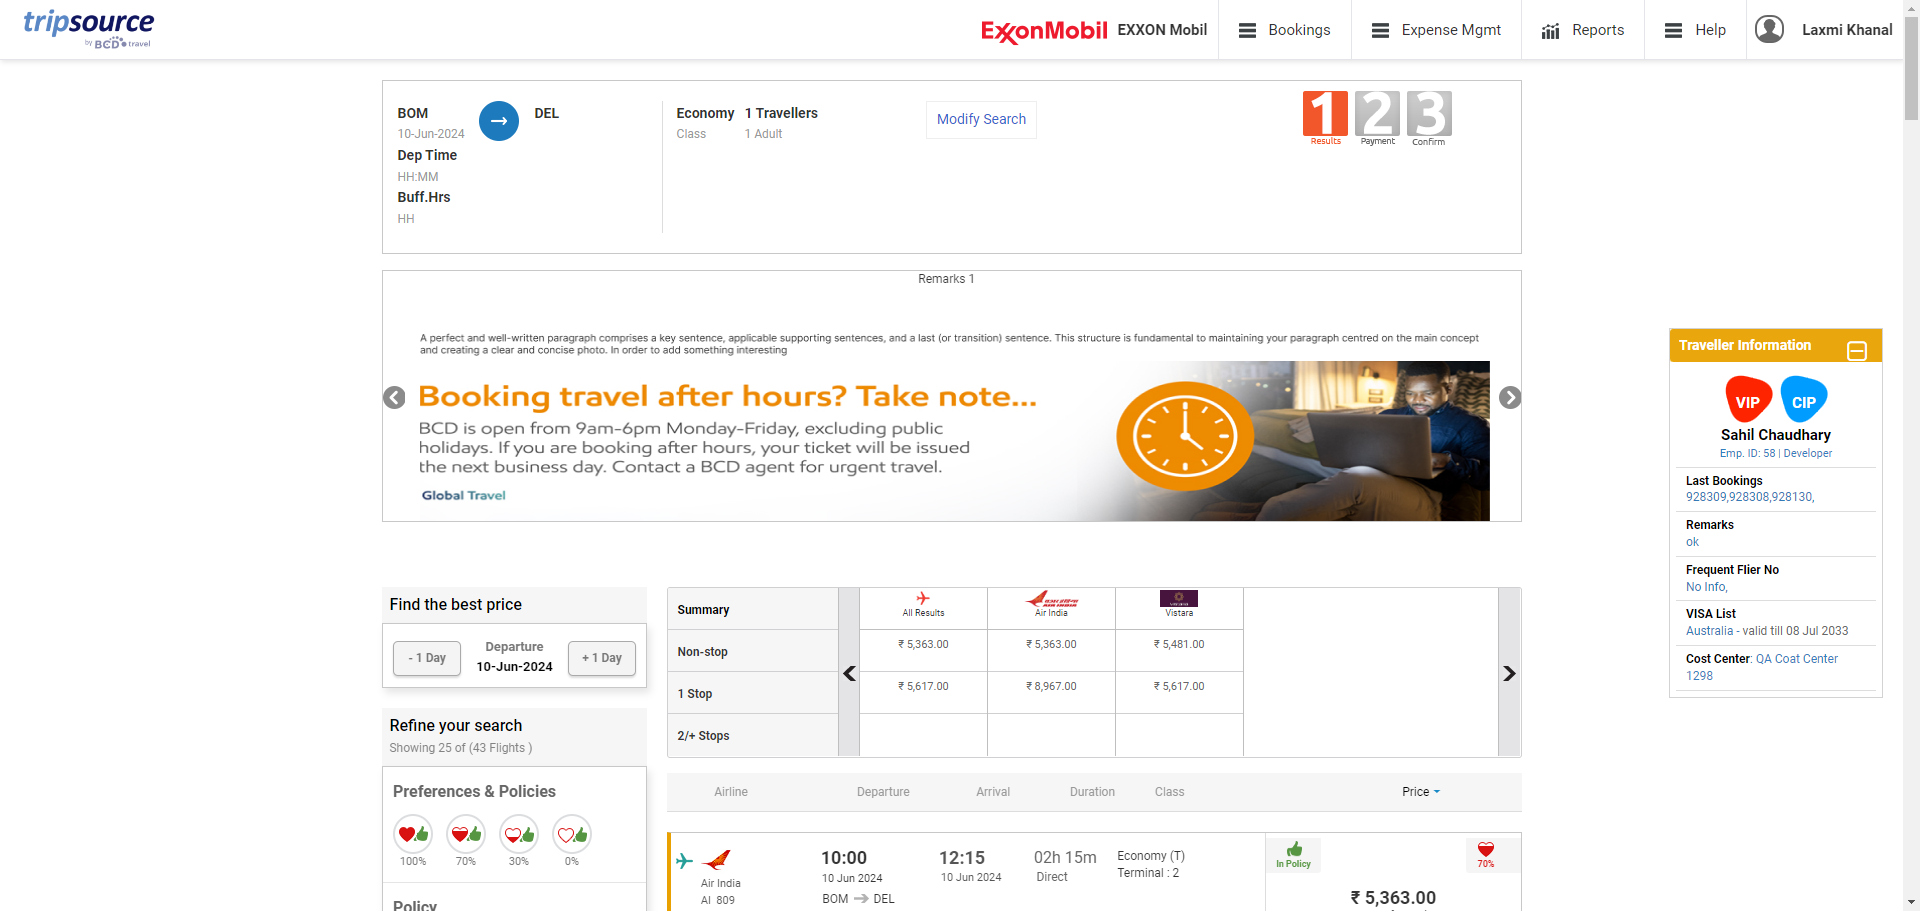 tripsource
by BCD travel
ExxonMobil EXXON Mobil
Bookings
Expense Mgmt
Reports
Help
Laxmi Khanal
BOM
10-Jun-2024
DEL
Dep Time
HH:MM
Buff.Hrs
HH
Economy 1 Travellers
Class 1 Adult
Modify Search
1 2 3
Results Payment Confirm
Remarks 1
A perfect and well-written paragraph comprises a key sentence, applicable supporting sentences, and a last (or transition) sentence. This structure is fundamental to maintaining your paragraph centred on the main concept
and creating a clear and concise photo. In order to add something interesting
Booking travel after hours? Take note...
BCD is open from 9am-6pm Monday-Friday, excluding public
holidays. If you are booking after hours, your ticket will be issued
the next business day. Contact a BCD agent for urgent travel.
Global Travel
Traveller Information
VIP CIP
Sahil Chaudhary
Emp. ID: 58 | Developer
Last Bookings
928309,928308,928130,
Remarks
ok
Frequent Flier No
No Info,
VISA List
Australia - valid till 08 Jul 2033
Cost Center: QA Coat Center
1298
Find the best price
- 1 Day
Departure
10-Jun-2024
+ 1 Day
Refine your search
Showing 25 of (43 Flights )
Preferences & Policies
100% 70% 30% 0%
Policy
Summary
All Results
Air India
Vistara
Non-stop
₹ 5,363.00 ₹ 5,363.00 ₹ 5,481.00
1 Stop
₹ 5,617.00 ₹ 8,967.00 ₹ 5,617.00
2/+ Stops
Airline Departure Arrival Duration Class Price
Air India
AI 809
10:00
10 Jun 2024
BOM DEL
12:15
10 Jun 2024
02h 15m
Direct
Economy (T)
Terminal : 2
In Policy
70%
₹ 5,363.00